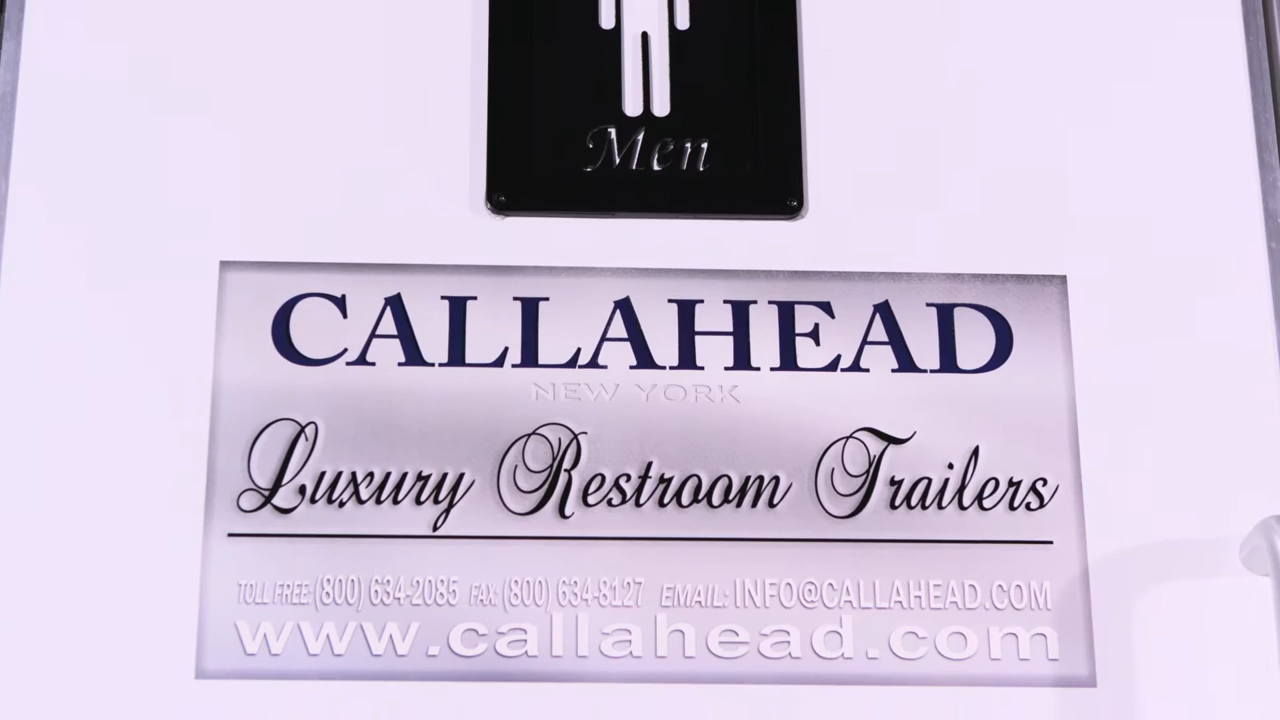 Men
CALLAHEAD
NEW YORK
Luxury Restroom Trailers
TOLL FREE:(800) 634-2085 FAX:(800) 634-8127 EMAIL:INFO@CALLAHEAD.COM
www.callahead.com